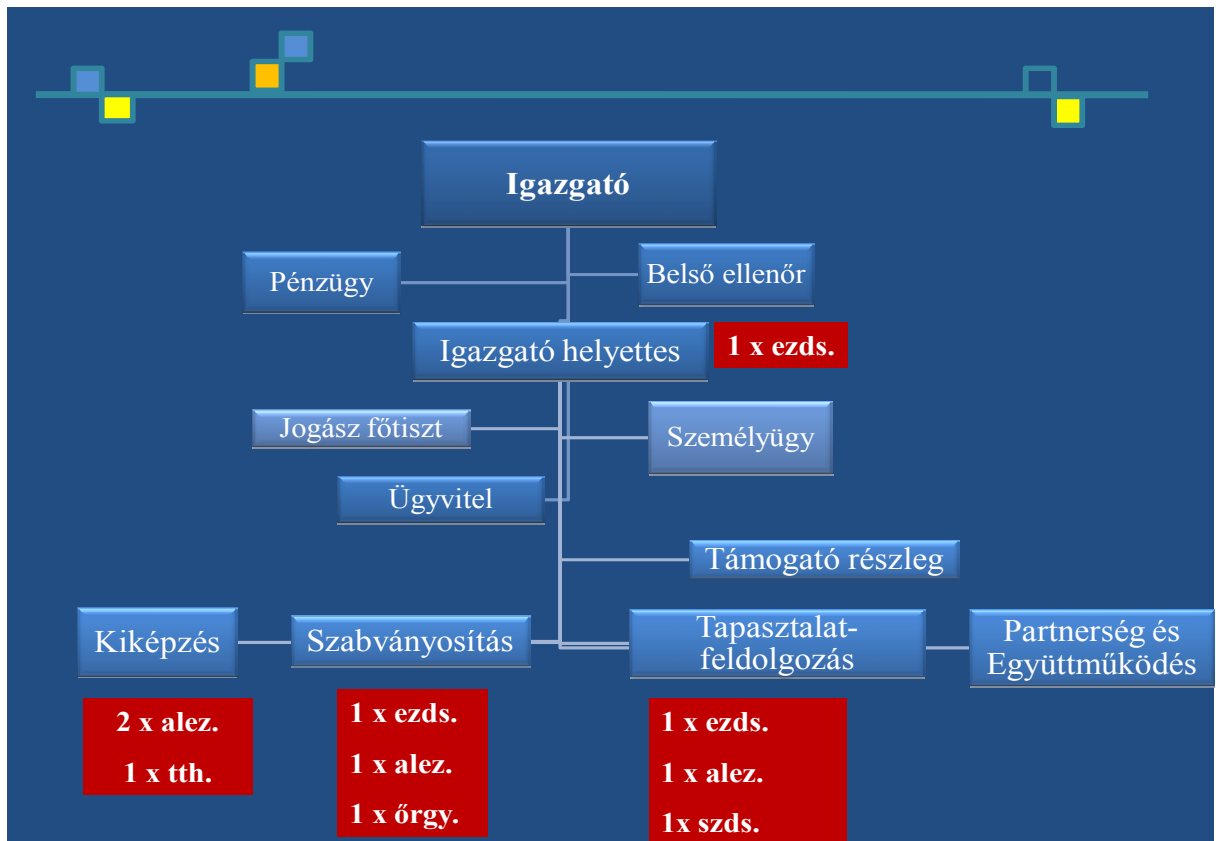 Igazgató
Pénzügy
Belső ellenőr
Igazgató helyettes
1 x ezds.
Jogász főtiszt
Személyügy
Ügyvitel
Támogató részleg
Kiképzés
Szabványosítás
Tapasztalat-
feldolgozás
Partnerség és
Együttműködés
2 x alez.
1 x tth.
1 x ezds.
1 x alez.
1 x őrgy.
1 x ezds.
1 x alez.
1x szds.